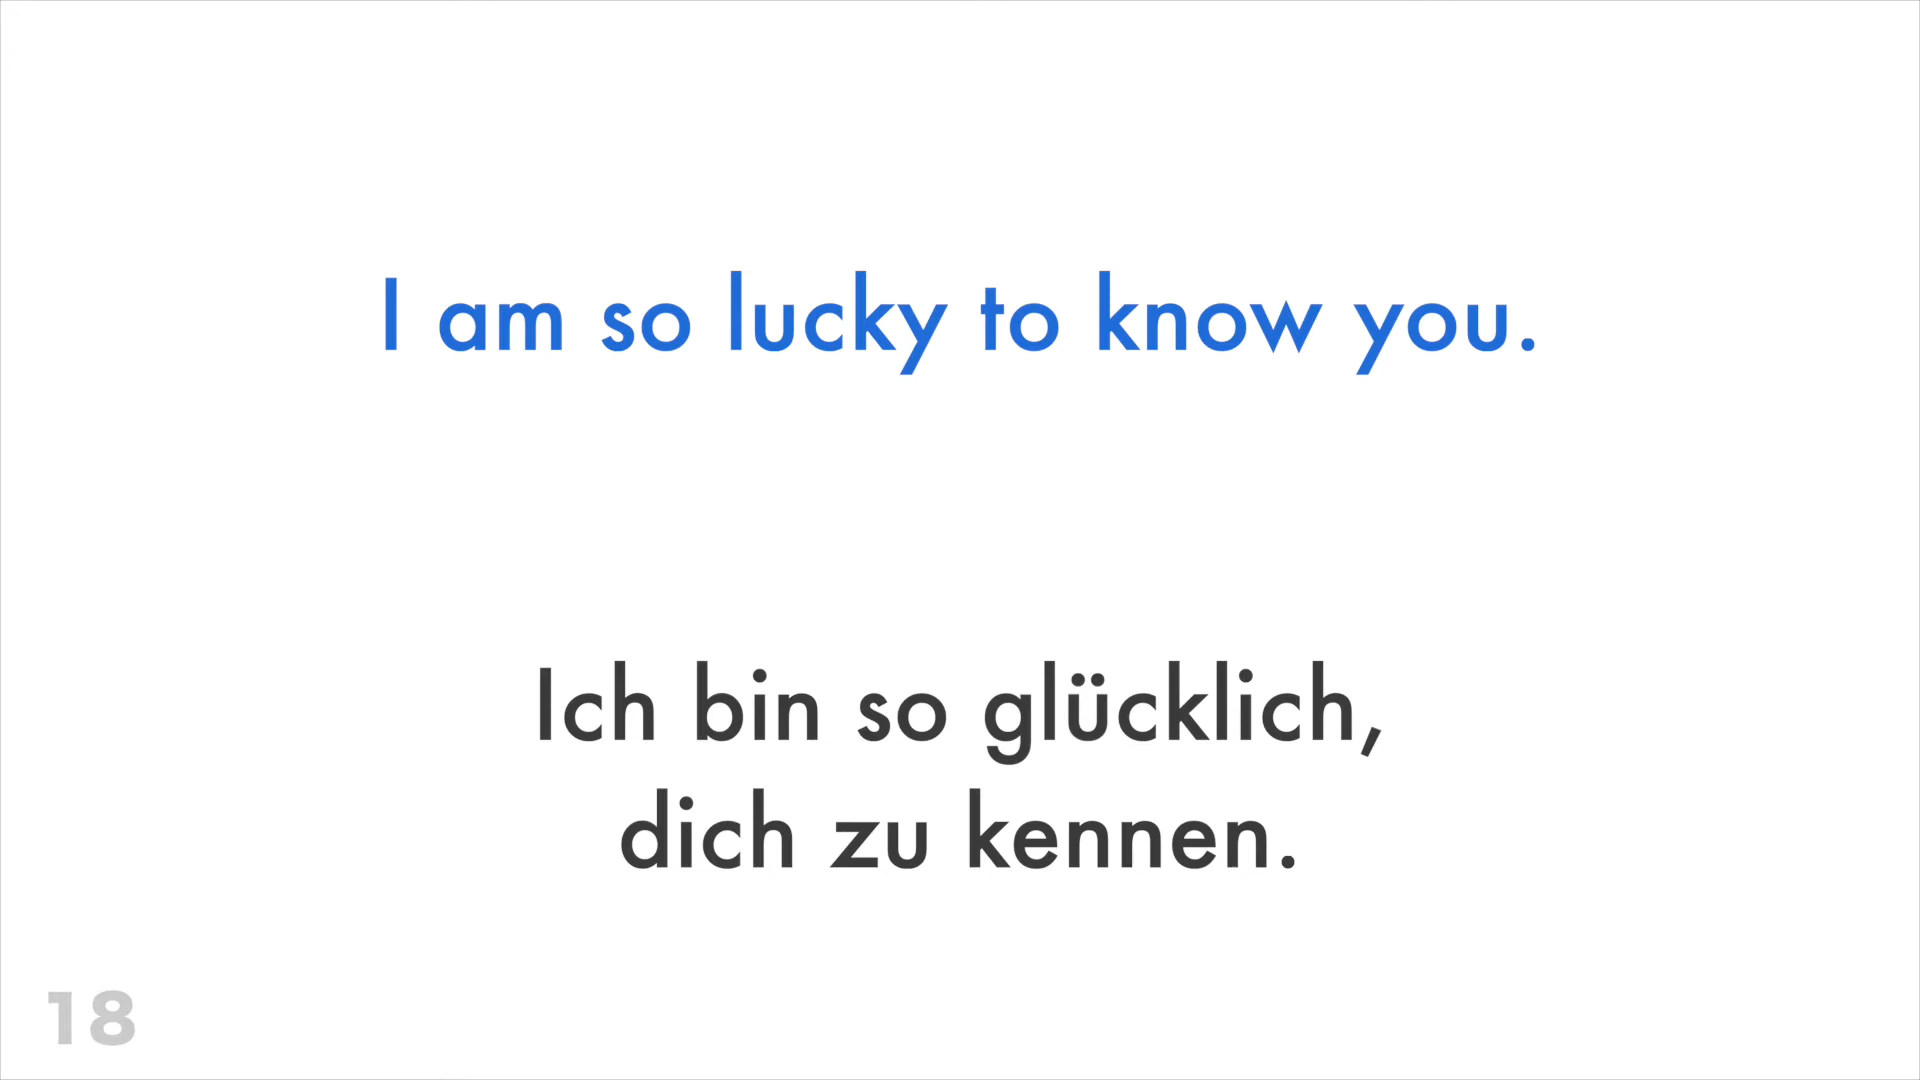 I am so lucky to know you.
Ich bin so glücklich,
dich zu kennen.
18